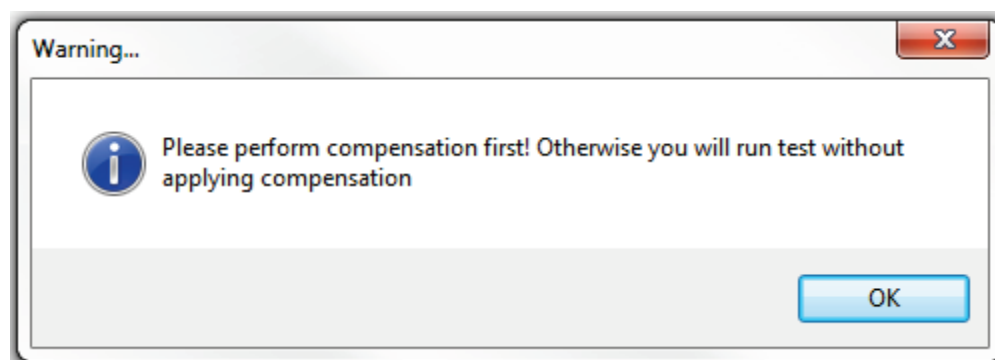 Warning...
Please perform compensation first! Otherwise you will run test without
applying compensation
OK